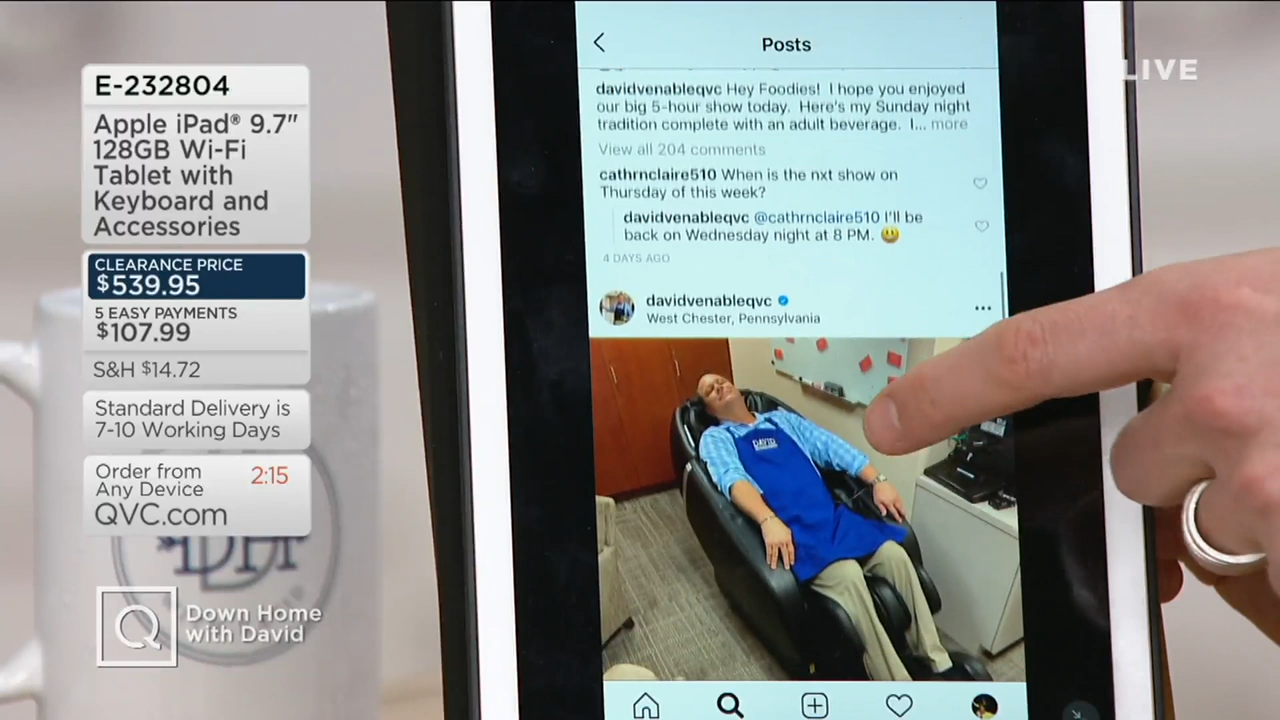 E-232804
Apple iPad® 9.7"
128GB Wi-Fi
Tablet with
Keyboard and
Accessories
CLEARANCE PRICE
$539.95
5 EASY PAYMENTS
$107.99
S&H $14.72
Standard Delivery is
7-10 Working Days
Order from
Any Device
2:15
QVC.com
Q
Down Home
with David
LIVE
Posts
davidvenableqvc Hey Foodies! I hope you enjoyed
our big 5-hour show today. Here's my Sunday night
tradition complete with an adult beverage. I... more
View all 204 comments
cathrnclaire510 When is the nxt show on
Thursday of this week?
davidvenableqvc @cathrnclaire510 I'll be
back on Wednesday night at 8 PM. 😃
4 DAYS AGO
davidvenableqvc
West Chester, Pennsylvania
DAVID